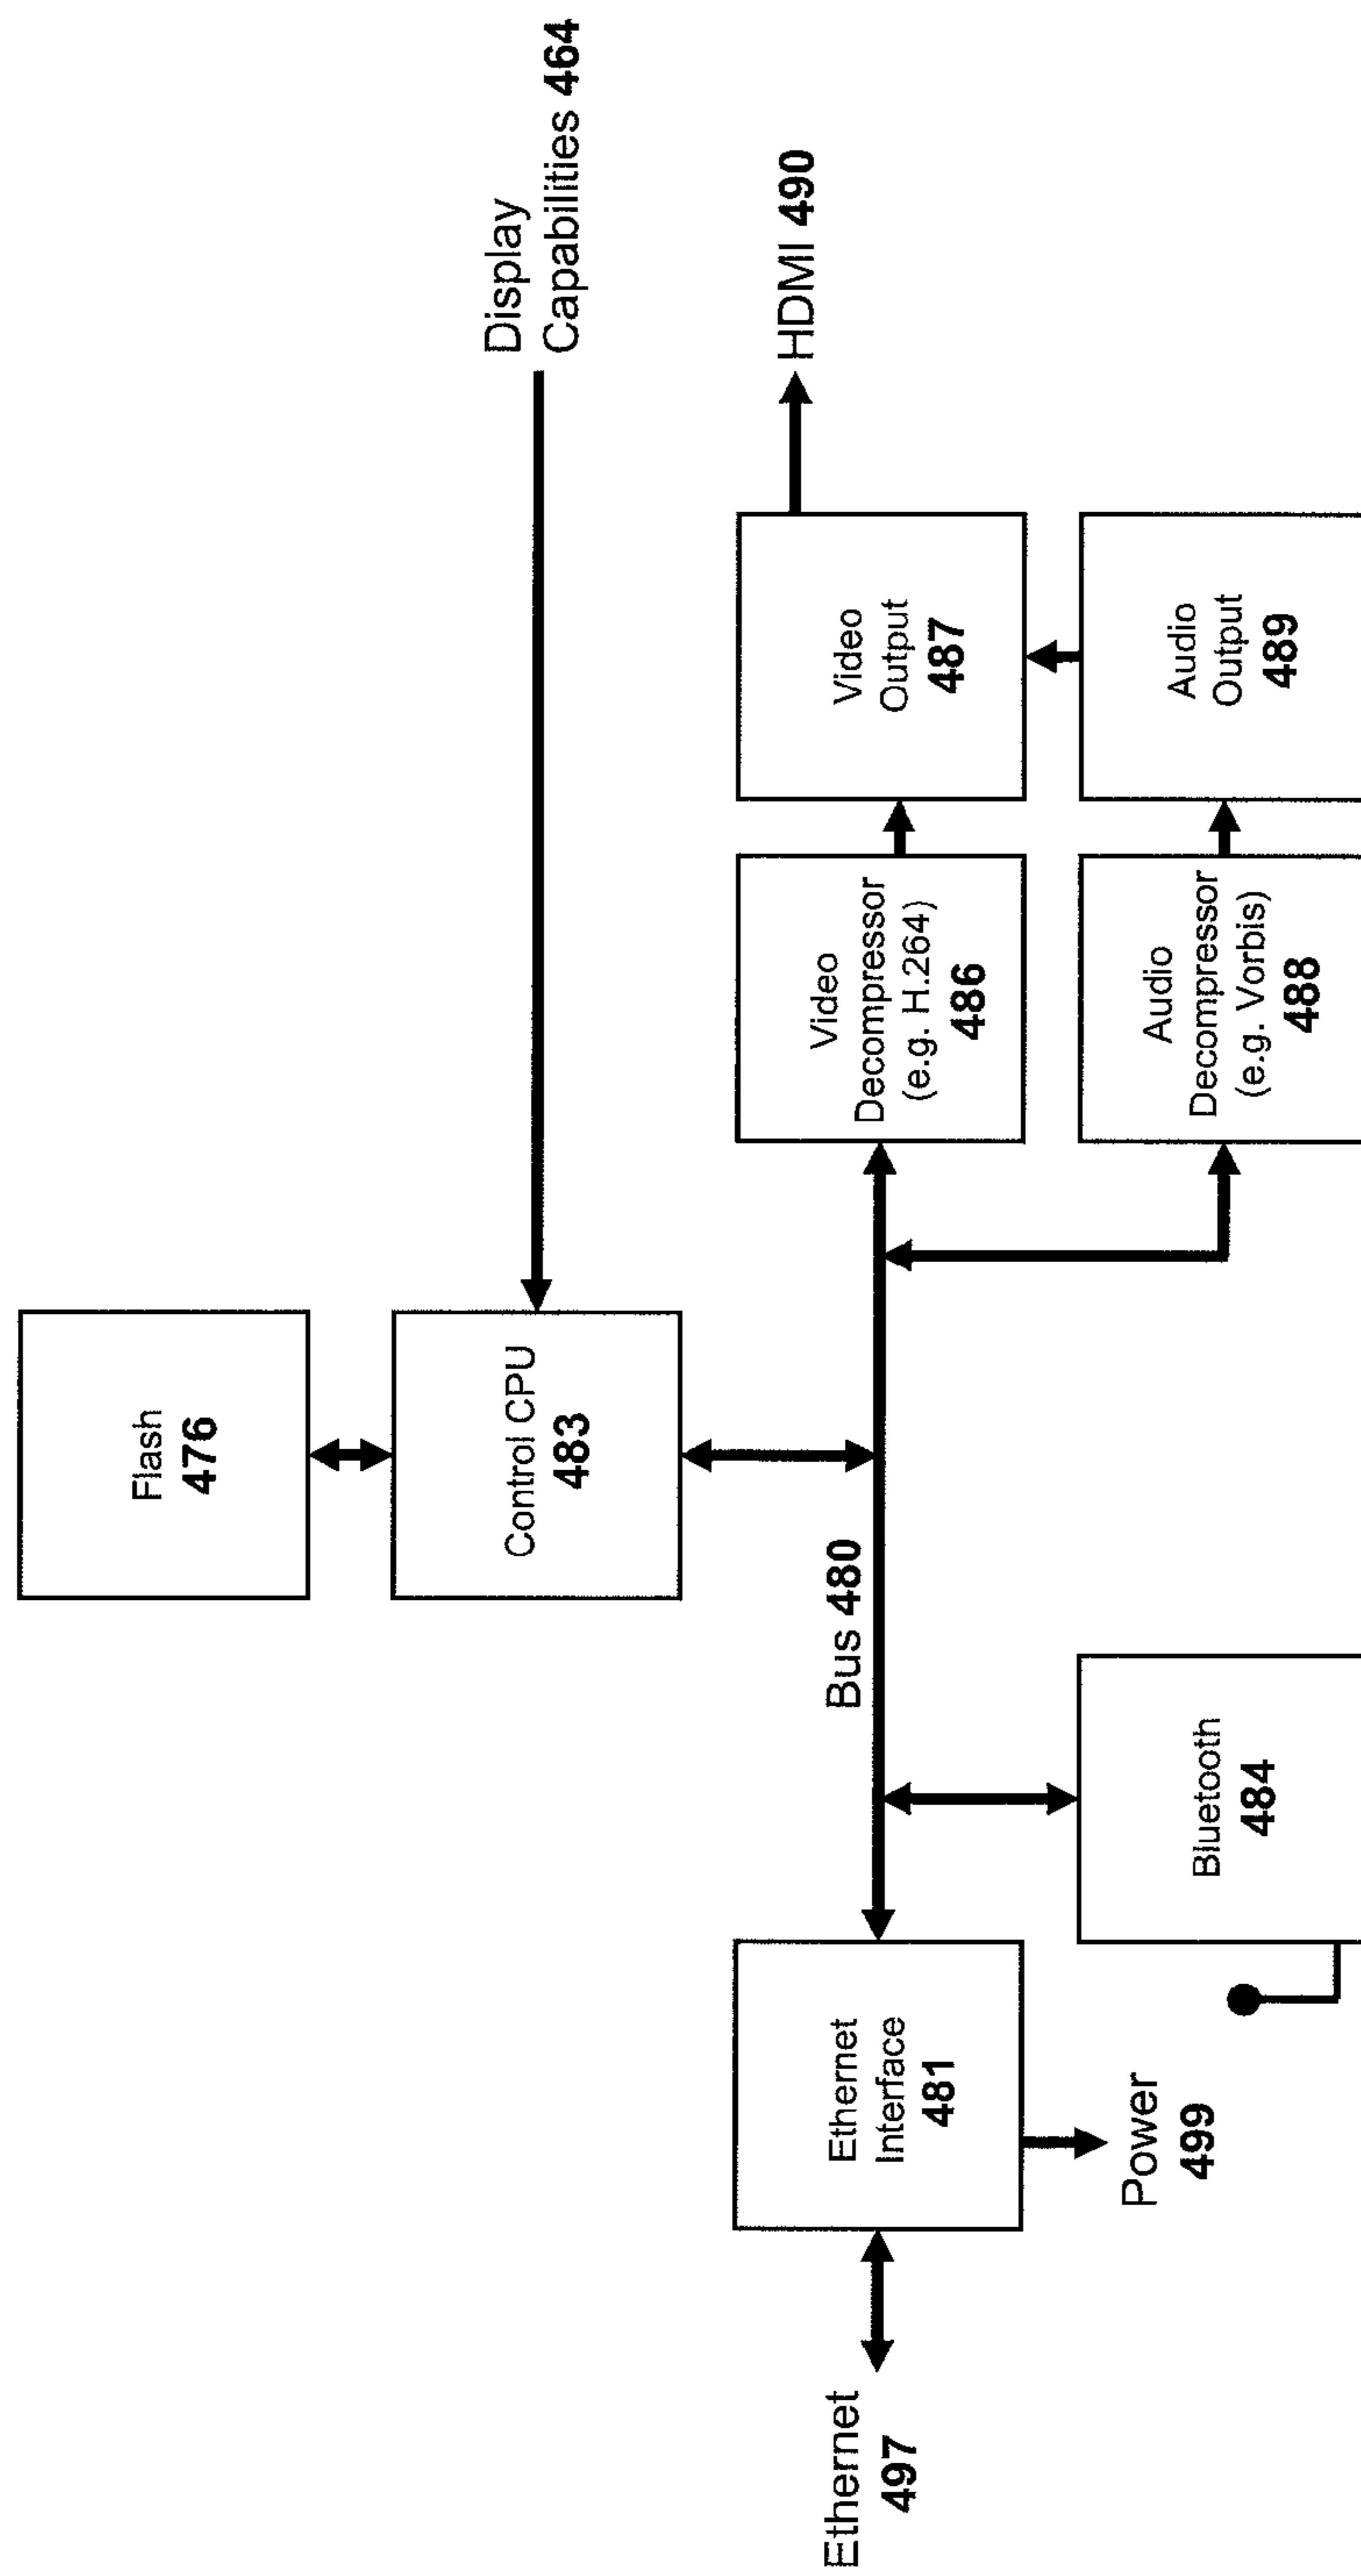 Flash
476
Display
Capabilities 464
Control CPU
483
Bus 480
HDMI 490
Ethernet
497
Ethernet
Interface
481
Video
Decompressor
(e.g. H.264)
486
Video
Output
487
Power
499
Bluetooth
484
Audio
Decompressor
(e.g. Vorbis)
488
Audio
Output
489